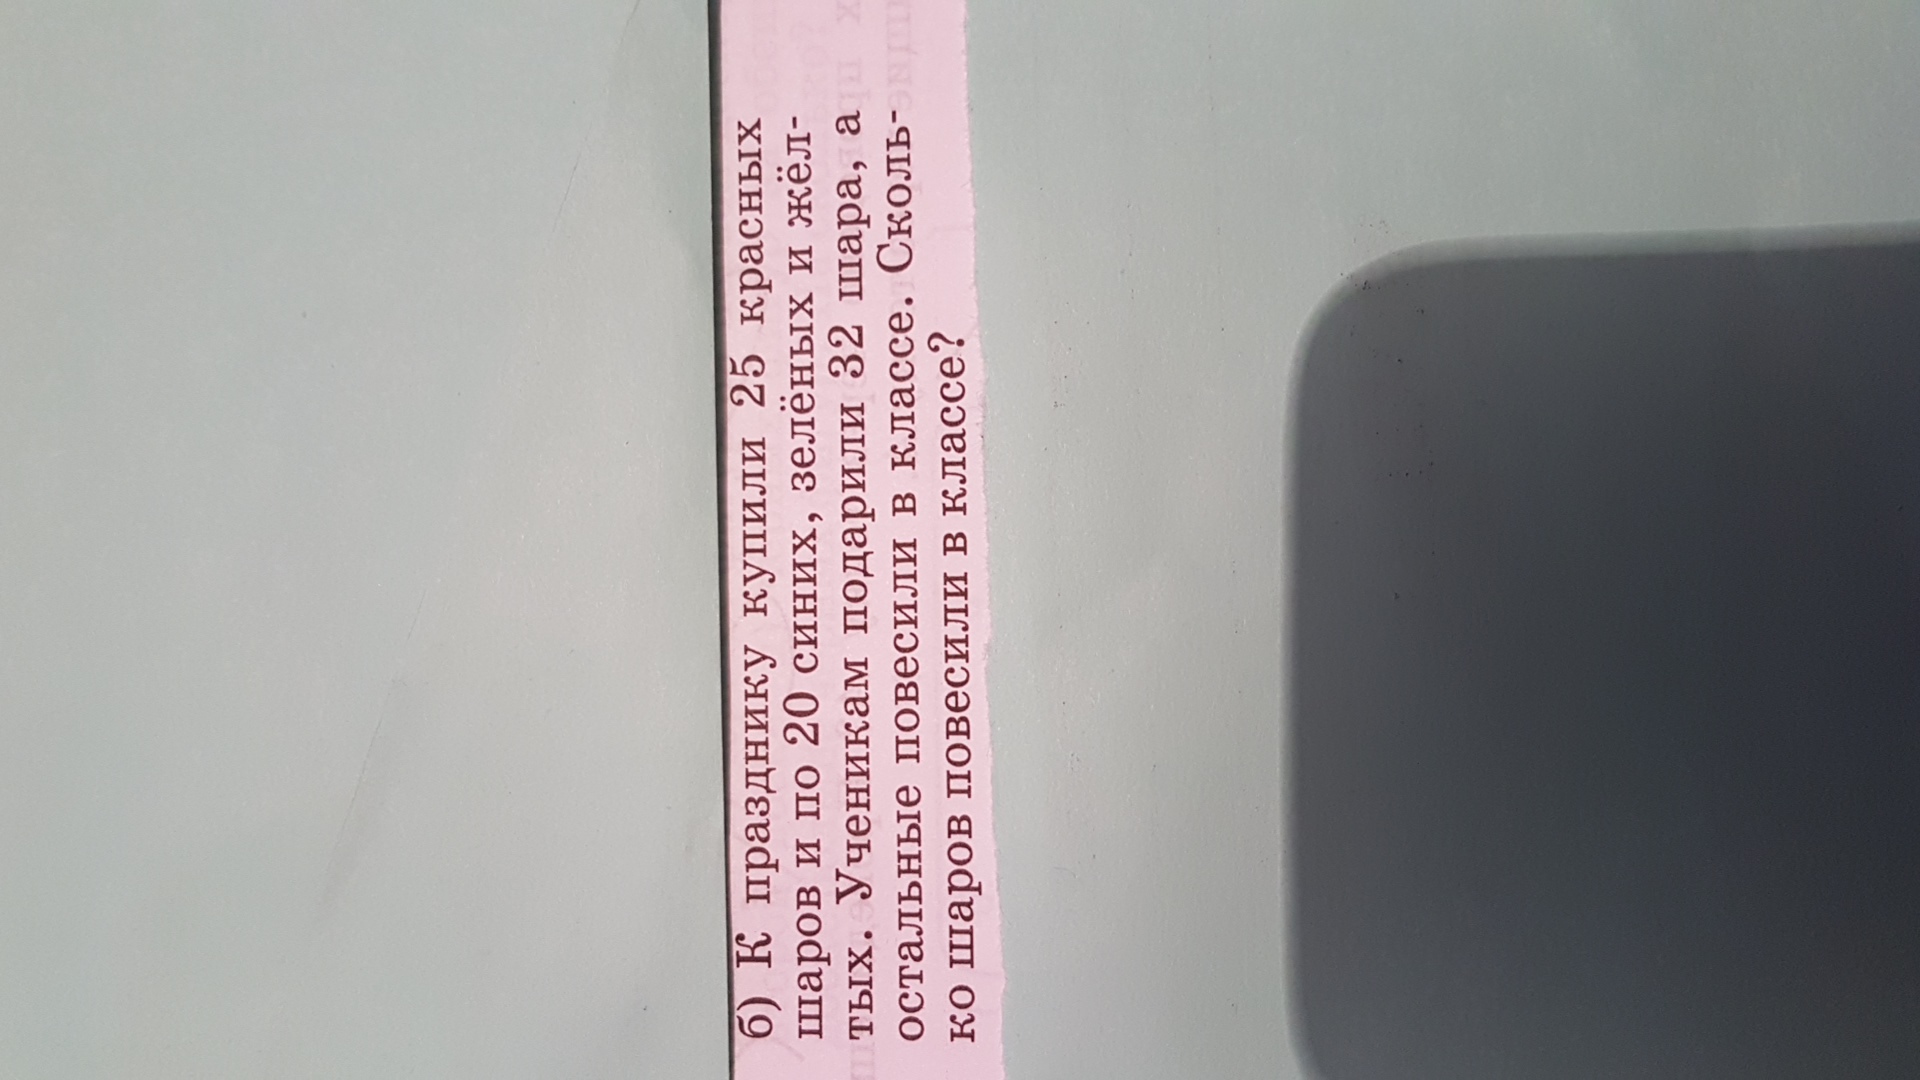 б) К празднику купили 25 красных
шаров и по 20 синих, зелёных и жёл-
тых. Ученикам подарили 32 шара, а
остальные повесили в классе. Сколь-
ко шаров повесили в классе?